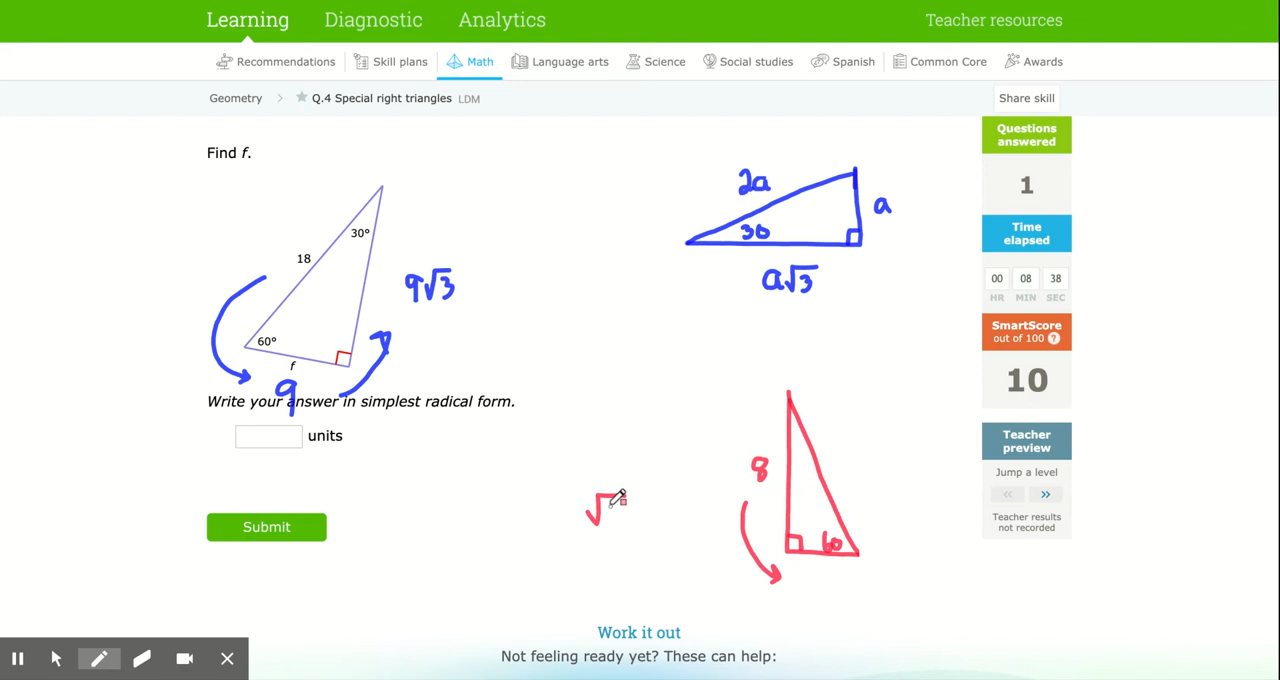 Learning Diagnostic Analytics Teacher resources
Recommendations Skill plans Math Language arts Science Social studies Spanish Common Core Awards
Geometry > Q.4 Special right triangles LDM Share skill
Find f.
30°
18
60°
f
9
9√3
Write your answer in simplest radical form.
units
Submit
2a
30
a
a√3
8
60
√
Questions
answered
1
Time
elapsed
00 08 38
HR MIN SEC
SmartScore
out of 100 ?
10
Teacher
preview
Jump a level
<< >>
Teacher results
not recorded
Work it out
Not feeling ready yet? These can help: